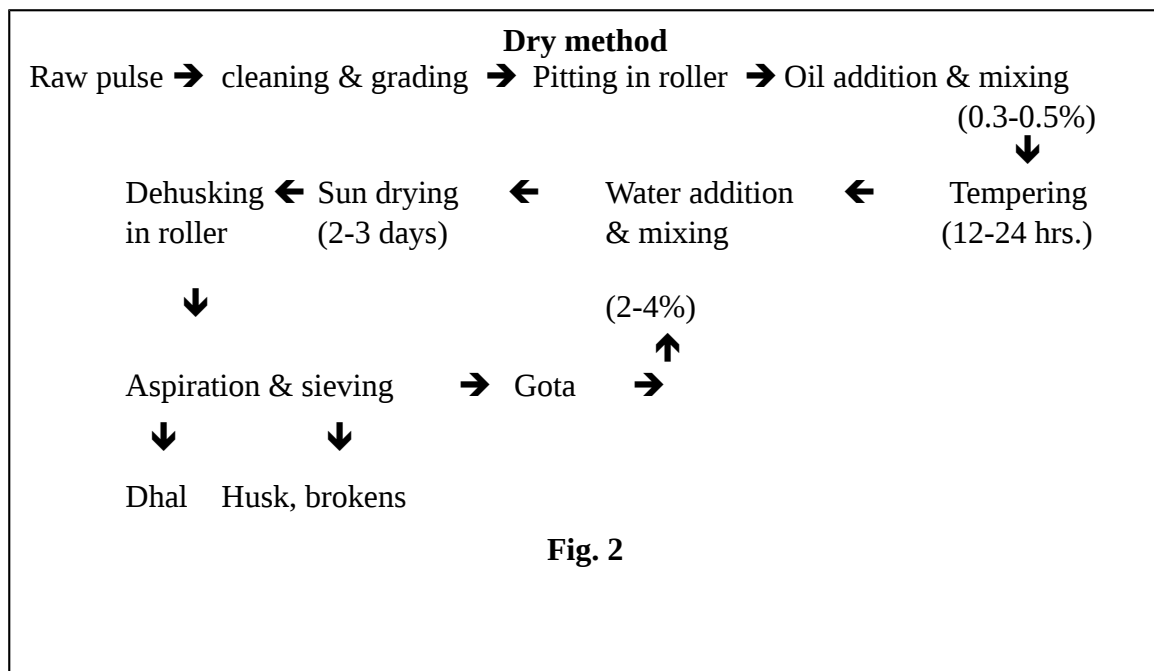 Dry method
Raw pulse → cleaning & grading → Pitting in roller → Oil addition & mixing
(0.3-0.5%)
↓
Dehusking ← Sun drying ← Water addition ← Tempering
in roller (2-3 days) & mixing (12-24 hrs.)
↓ (2-4%)
↑
Aspiration & sieving → Gota →
↓ ↓
Dhal Husk, brokens
Fig. 2